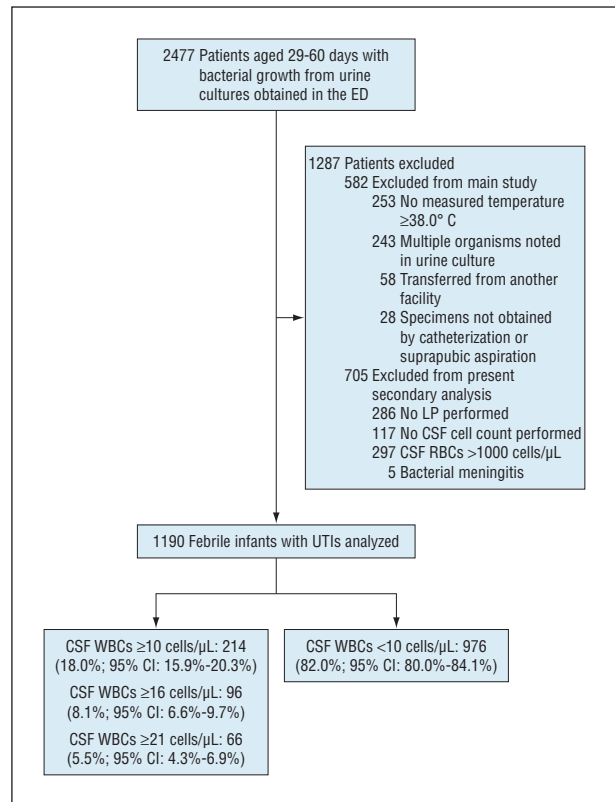 2477 Patients aged 29-60 days with
bacterial growth from urine
cultures obtained in the ED
1287 Patients excluded
582 Excluded from main study
253 No measured temperature
≥38.0° C
243 Multiple organisms noted
in urine culture
58 Transferred from another
facility
28 Specimens not obtained
by catheterization or
suprapubic aspiration
705 Excluded from present
secondary analysis
286 No LP performed
117 No CSF cell count performed
297 CSF RBCs >1000 cells/µL
5 Bacterial meningitis
1190 Febrile infants with UTIs analyzed
CSF WBCs ≥10 cells/µL: 214
(18.0%; 95% CI: 15.9%-20.3%)
CSF WBCs ≥16 cells/µL: 96
(8.1%; 95% CI: 6.6%-9.7%)
CSF WBCs ≥21 cells/µL: 66
(5.5%; 95% CI: 4.3%-6.9%)
CSF WBCs <10 cells/µL: 976
(82.0%; 95% CI: 80.0%-84.1%)